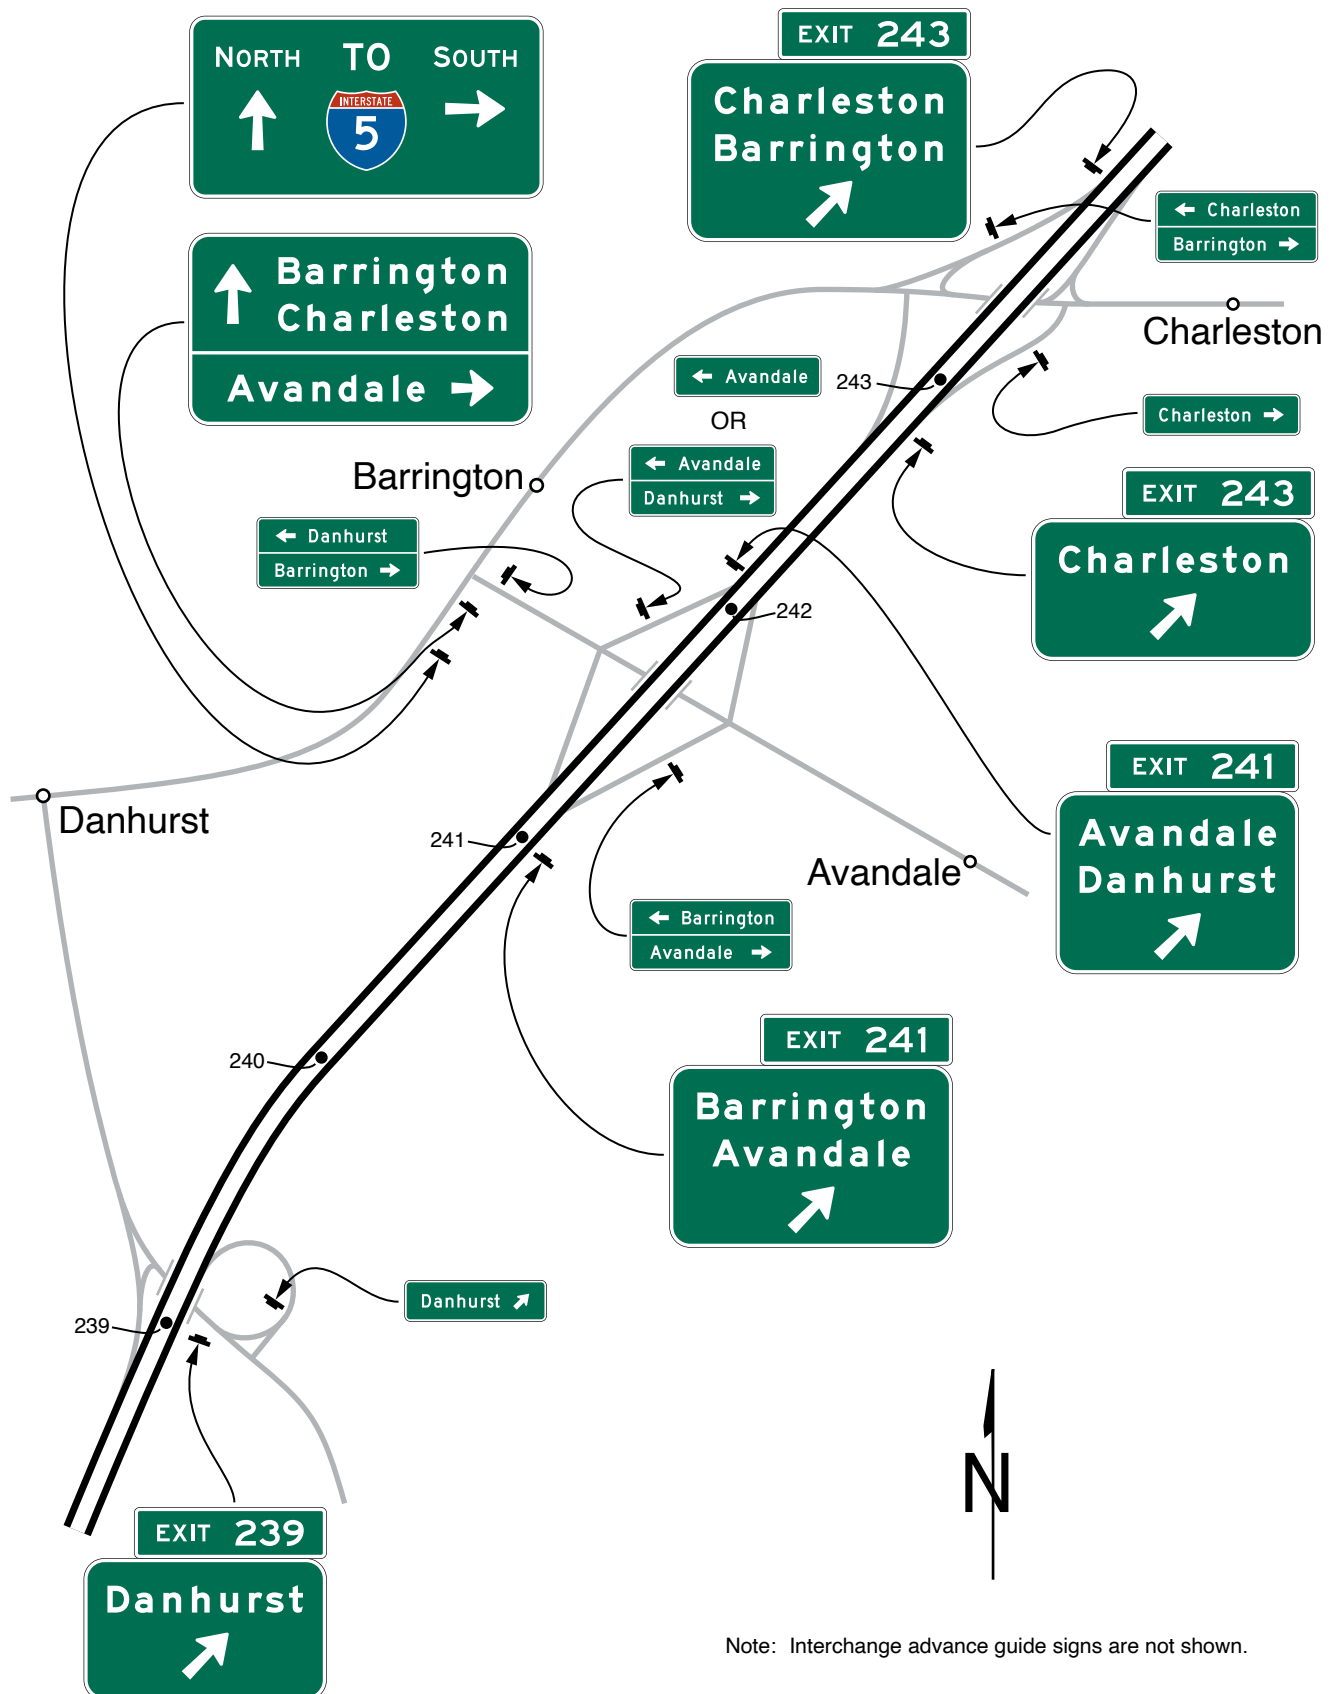 NORTH TO SOUTH
INTERSTATE
5
EXIT 243
Charleston
Barrington
Charleston
Barrington
Barrington
Charleston
Avandale
Charleston
Avandale
243
OR
Charleston
Barrington
Avandale
Danhurst
EXIT 243
Charleston
Danhurst
Barrington
242
EXIT 241
Avandale
Danhurst
Danhurst
241
Avandale
Barrington
Avandale
EXIT 241
Barrington
Avandale
240
Danhurst
239
N
EXIT 239
Danhurst
Note: Interchange advance guide signs are not shown.